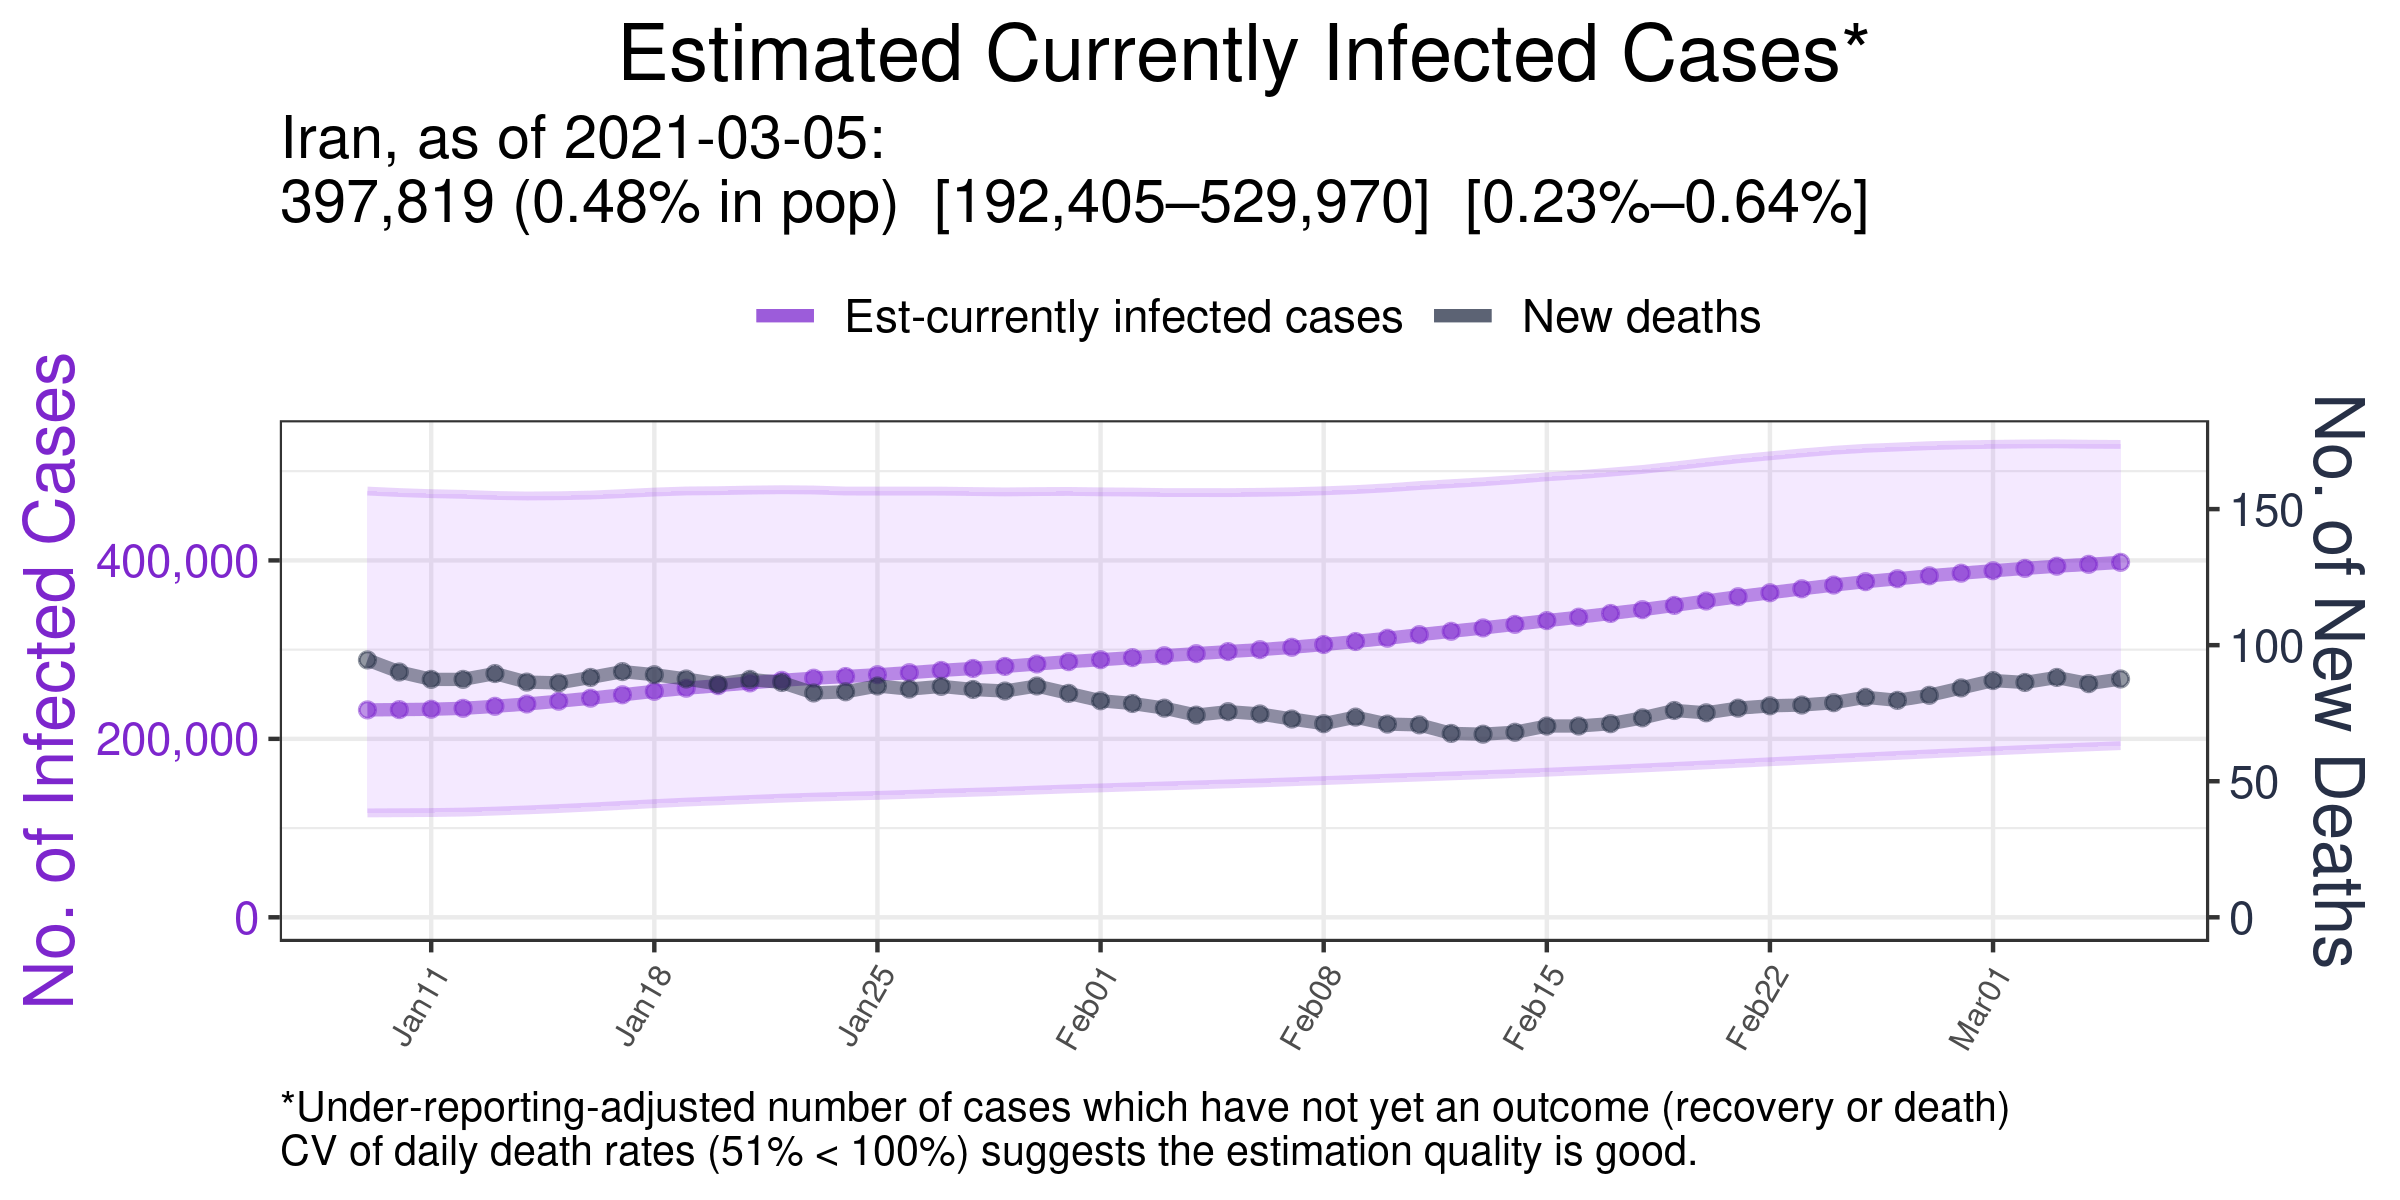 Estimated Currently Infected Cases*
Iran, as of 2021-03-05:
397,819 (0.48% in pop)  [192,405–529,970]  [0.23%–0.64%]
Est-currently infected cases
New deaths
No. of Infected Cases
400,000
200,000
0
No. of New Deaths
150
100
50
0
Jan11
Jan18
Jan25
Feb01
Feb08
Feb15
Feb22
Mar01
*Under-reporting-adjusted number of cases which have not yet an outcome (recovery or death)
CV of daily death rates (51% < 100%) suggests the estimation quality is good.